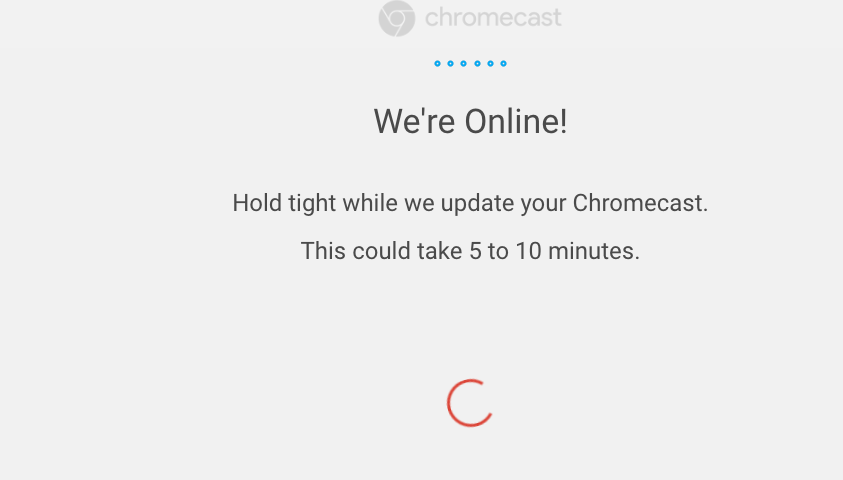 chromecast
We're Online!
Hold tight while we update your Chromecast.
This could take 5 to 10 minutes.